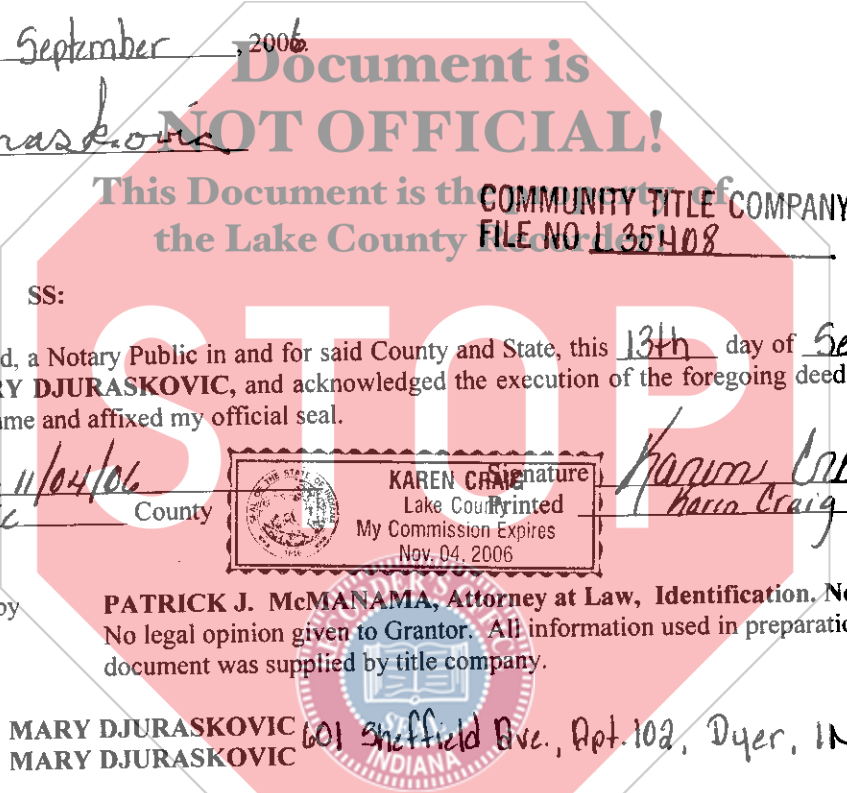 September, 2006.
Document is
NOT OFFICIAL!
This Document is the property of
the Lake County Recorder!
COMMUNITY TITLE COMPANY
FILE NO L35408
SS:
d, a Notary Public in and for said County and State, this 13th day of Se
RY DJURASKOVIC, and acknowledged the execution of the foregoing deed
ame and affixed my official seal.
STOP
11/04/06
County
KAREN CRAIG
Lake County
My Commission Expires
Nov. 04, 2006
Signature Karen Cra
Printed Karen Craig
by PATRICK J. McMANAMA, Attorney at Law, Identification. No
No legal opinion given to Grantor. All information used in preparatio
document was supplied by title company.
SEAL
INDIANA
MARY DJURASKOVIC 601 Sheffield Ave., Apt. 102, Dyer, IN
MARY DJURASKOVIC